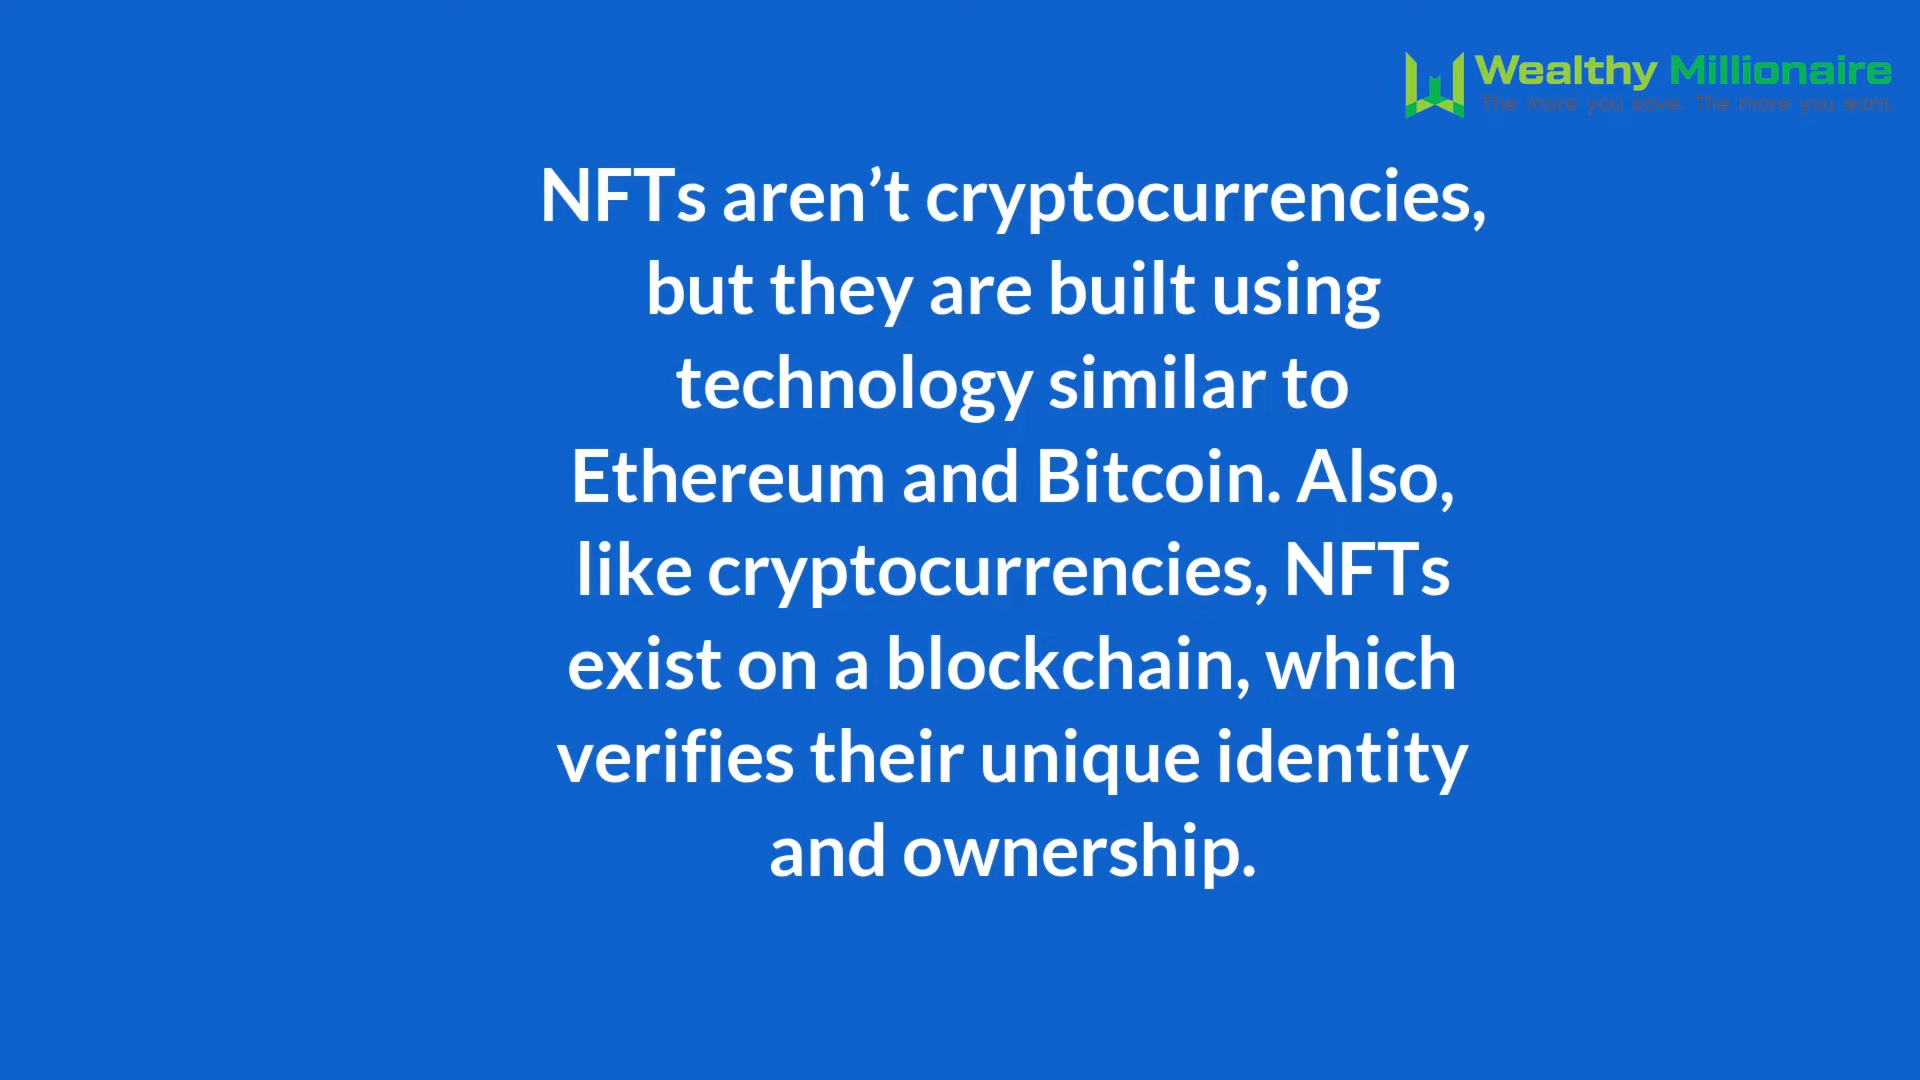 Wealthy Millionaire
The more you save. The more you earn.
NFTs aren’t cryptocurrencies,
but they are built using
technology similar to
Ethereum and Bitcoin. Also,
like cryptocurrencies, NFTs
exist on a blockchain, which
verifies their unique identity
and ownership.